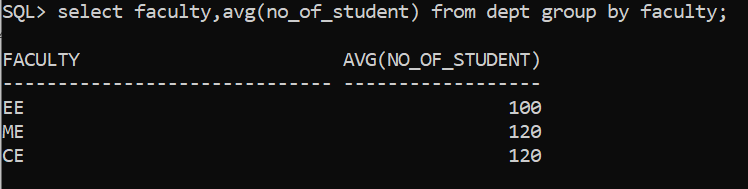 SQL> select faculty,avg(no_of_student) from dept group by faculty;
FACULTY                        AVG(NO_OF_STUDENT)
------------------------------ ------------------
EE                                            100
ME                                            120
CE                                            120